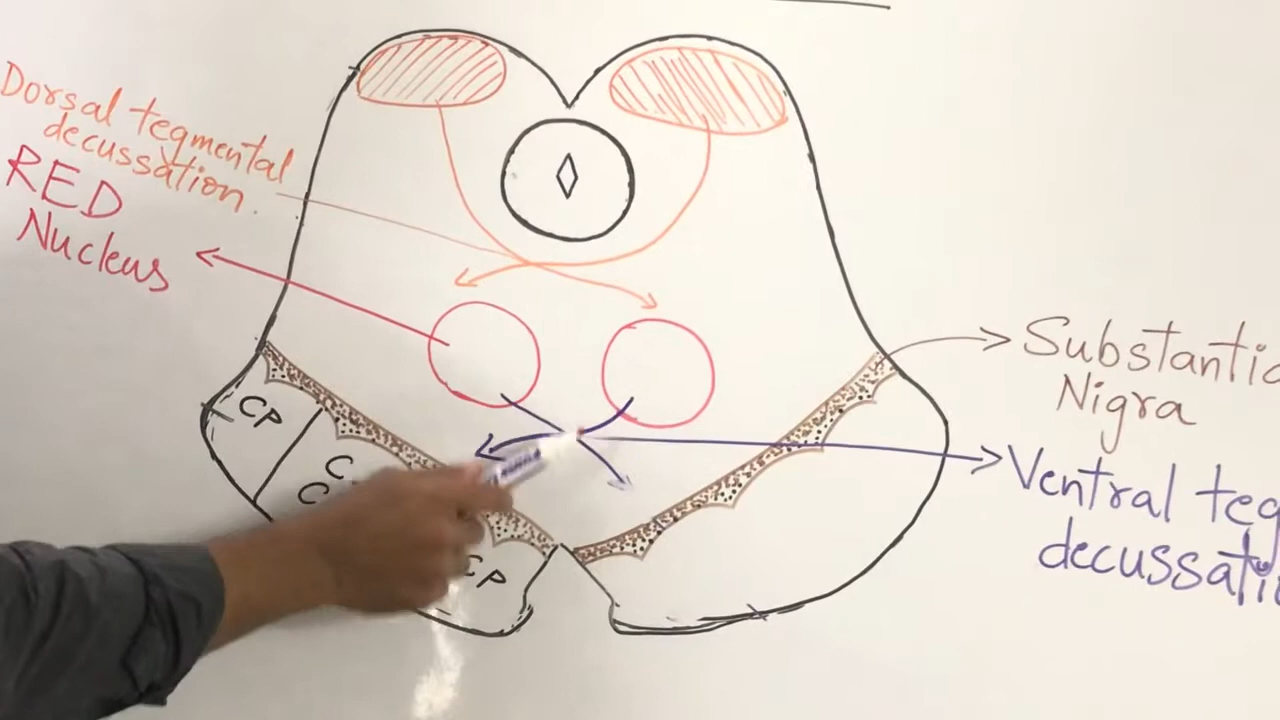 Dorsal tegmental
decussation.
RED
Nucleus
Substantia
Nigra
Ventral teg
decussati
CP
C
C
CP